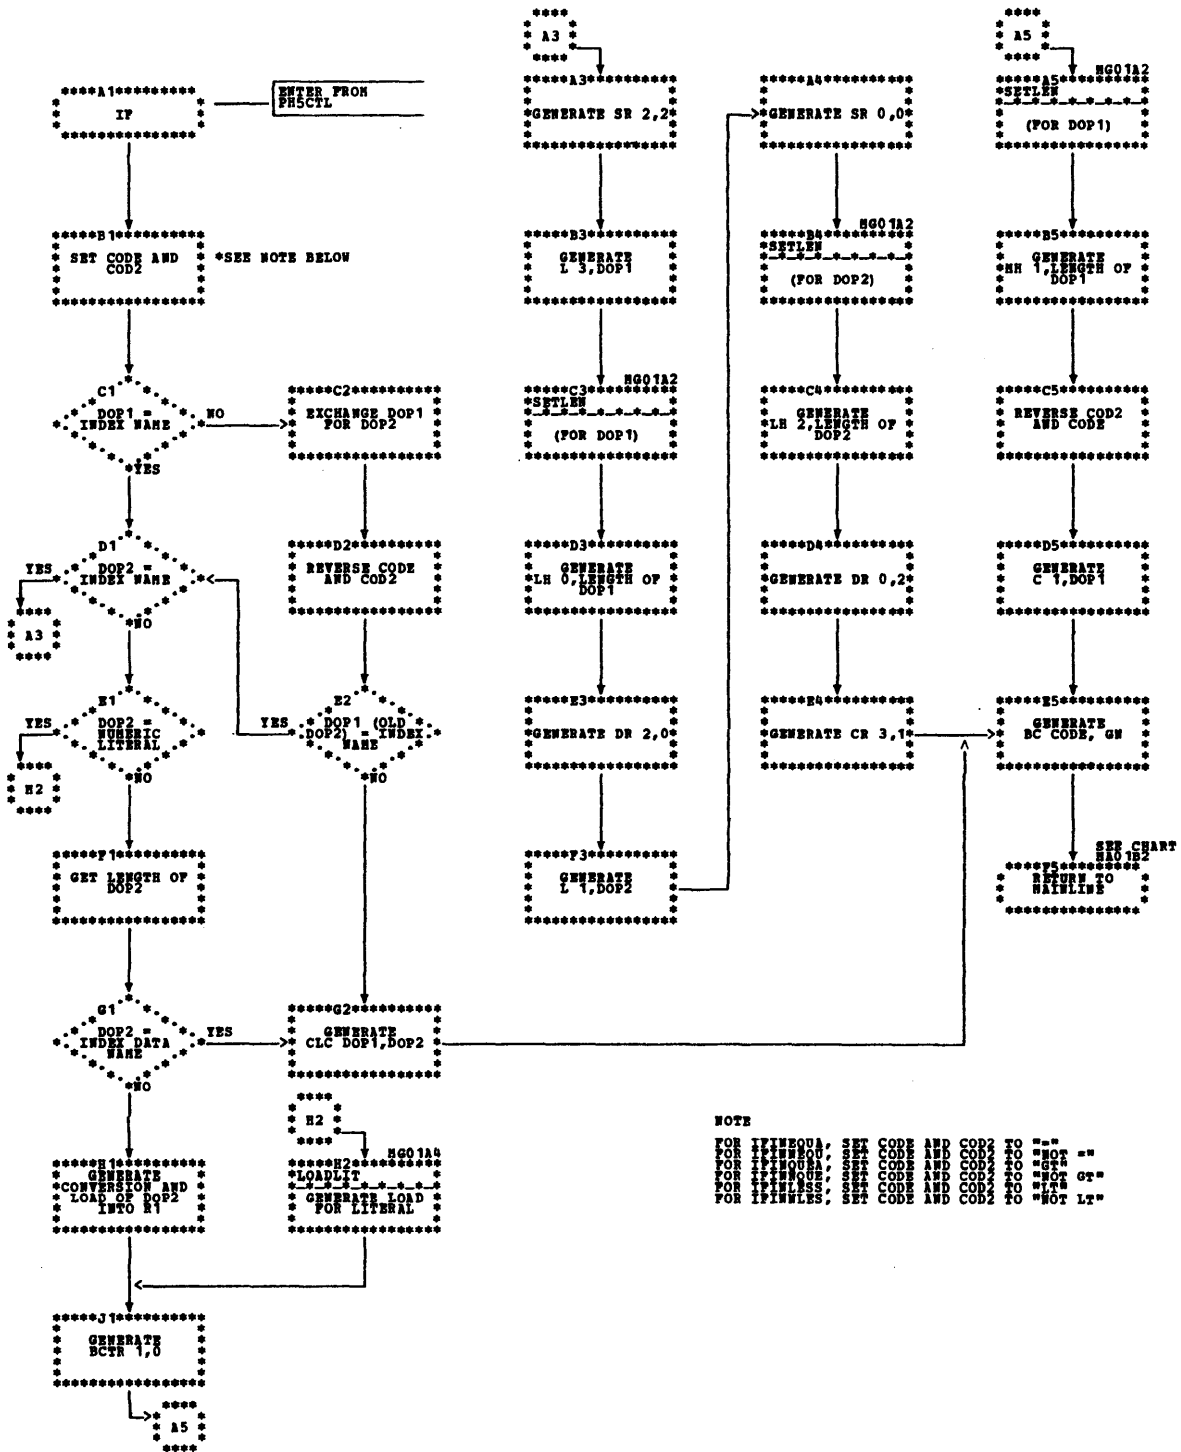 A1
IF
ENTER FROM
PH5CTL
B1
SET CODE AND
COD2
*SEE NOTE BELOW
C1
DOP1 =
INDEX NAME
NO
YES
D1
DOP2 =
INDEX NAME
YES
A3
NO
E1
DOP2 =
NUMERIC
LITERAL
YES
H2
NO
F1
GET LENGTH OF
DOP2
G1
DOP2 =
INDEX DATA
NAME
YES
NO
H1
GENERATE
CONVERSION AND
LOAD OF DOP2
INTO R1
J1
GENERATE
BCTR 1,0
A5
C2
EXCHANGE DOP1
FOR DOP2
D2
REVERSE CODE
AND COD2
E2
DOP1 (OLD
DOP2) = INDEX
NAME
YES
NO
G2
GENERATE
CLC DOP1,DOP2
H2
MG01A4
H2
LOADLIT
GENERATE LOAD
FOR LITERAL
A3
A3
GENERATE SR 2,2
B3
GENERATE
L 3,DOP1
MG01A2
C3
SETLEN
(FOR DOP1)
D3
GENERATE
LH 0,LENGTH OF
DOP1
E3
GENERATE DR 2,0
F3
GENERATE
L 1,DOP2
A4
GENERATE SR 0,0
MG01A2
B4
SETLEN
(FOR DOP2)
C4
GENERATE
LH 2,LENGTH OF
DOP2
D4
GENERATE DR 0,2
E4
GENERATE CR 3,1
A5
MG01A2
A5
SETLEN
(FOR DOP1)
B5
GENERATE
MH 1,LENGTH OF
DOP1
C5
REVERSE COD2
AND CODE
D5
GENERATE
C 1,DOP1
E5
GENERATE
BC CODE, GN
SEE CHART
MA01B2
F5
RETURN TO
MAINLINE
NOTE
FOR IFINEQUA, SET CODE AND COD2 TO "="
FOR IFINNEQU, SET CODE AND COD2 TO "NOT ="
FOR SET CODE AND COD2 TO "GT"
FOR SET CODE AND COD2 TO "NOT GT"
FOR IFINLESS, SET CODE AND COD2 TO "LT"
FOR IFINNLES, SET CODE AND COD2 TO "NOT LT"